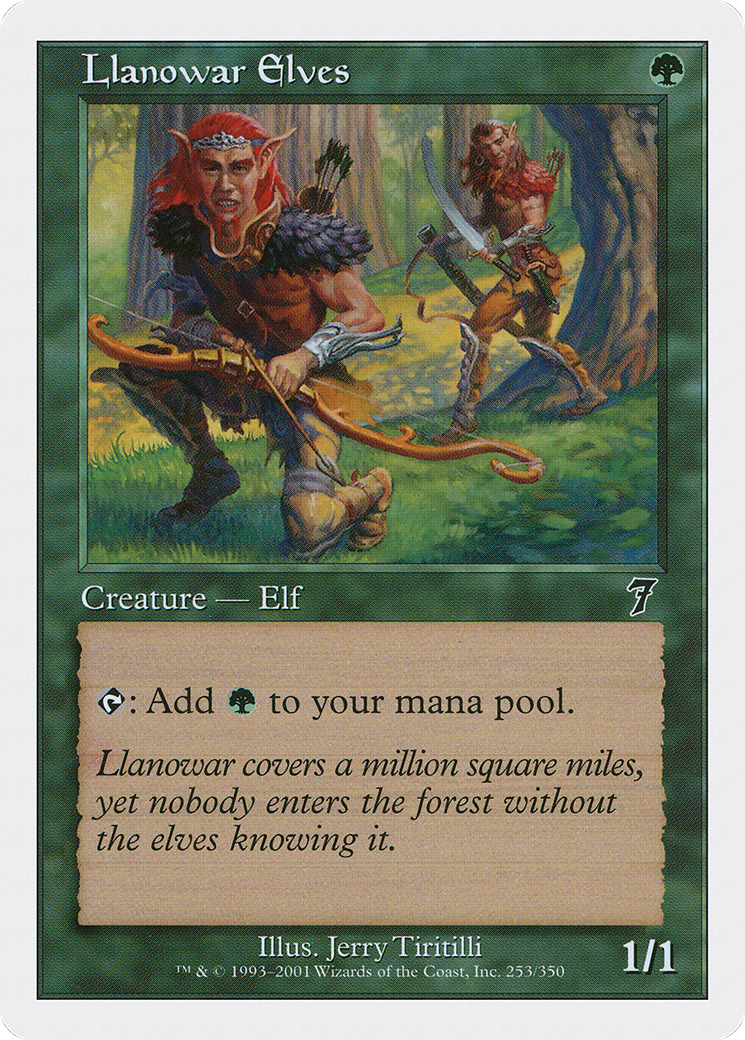 Llanowar Elves
Creature — Elf
7
: Add to your mana pool.
Llanowar covers a million square miles,
yet nobody enters the forest without
the elves knowing it.
Illus. Jerry Tiritilli
™ & © 1993–2001 Wizards of the Coast, Inc. 253/350
1/1